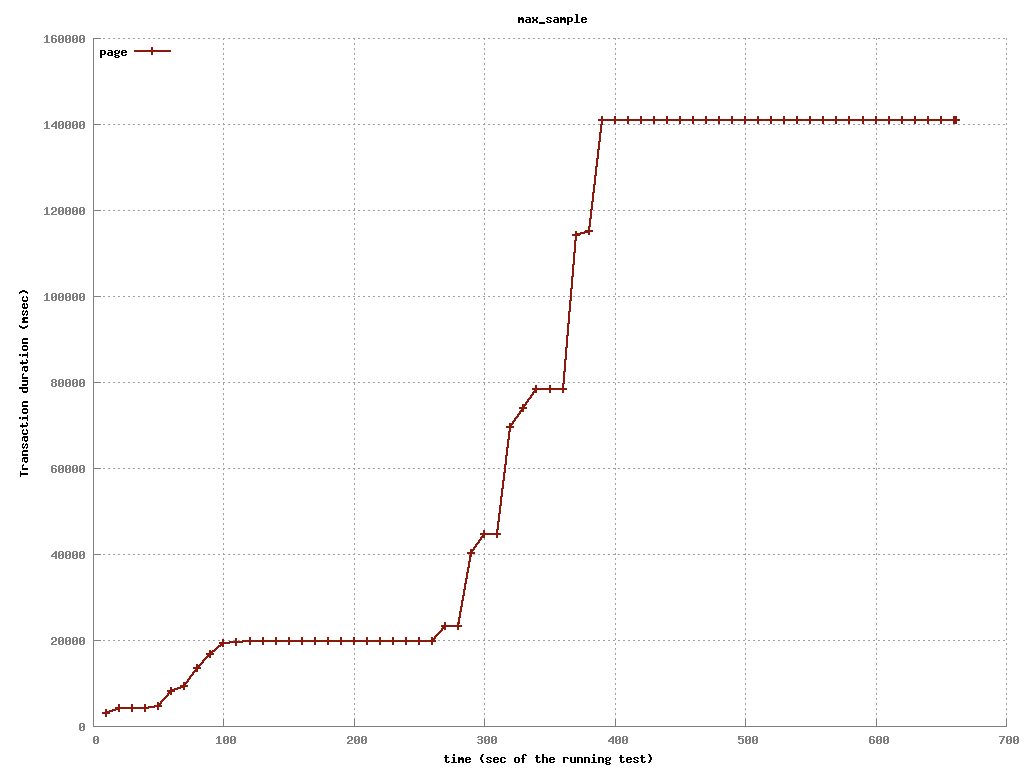 max_sample
page
160000
140000
120000
100000
80000
60000
40000
20000
0
Transaction duration (msec)
0 100 200 300 400 500 600 700
time (sec of the running test)